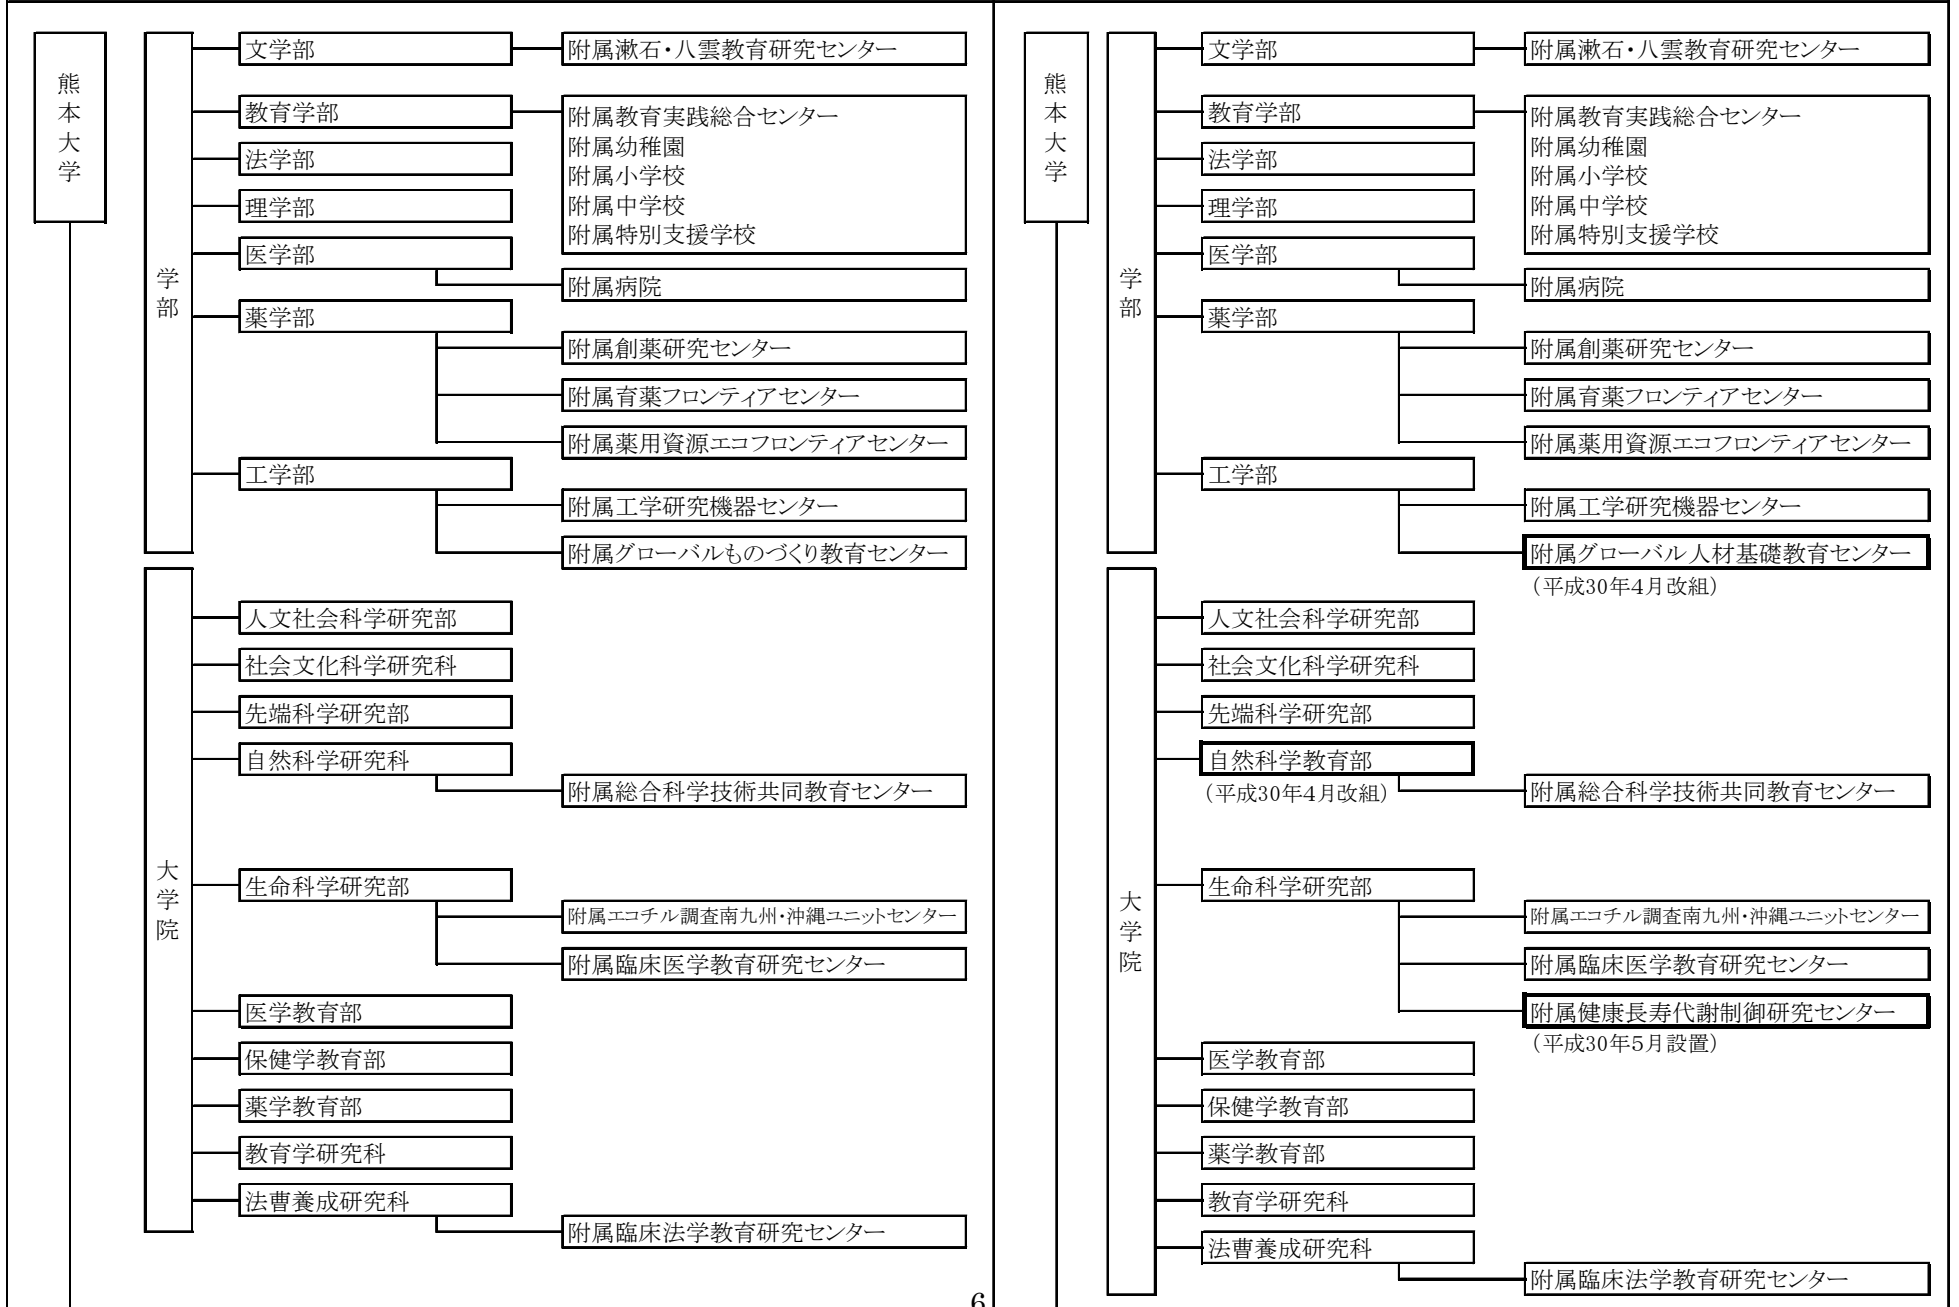 熊本大学
学部
文学部
附属漱石・八雲教育研究センター
教育学部
附属教育実践総合センター
附属幼稚園
附属小学校
附属中学校
附属特別支援学校
法学部
理学部
医学部
附属病院
薬学部
附属創薬研究センター
附属育薬フロンティアセンター
附属薬用資源エコフロンティアセンター
工学部
附属工学研究機器センター
附属グローバルものづくり教育センター
大学院
人文社会科学研究部
社会文化科学研究科
先端科学研究部
自然科学研究科
附属総合科学技術共同教育センター
生命科学研究部
附属エコチル調査南九州・沖縄ユニットセンター
附属臨床医学教育研究センター
医学教育部
保健学教育部
薬学教育部
教育学研究科
法曹養成研究科
附属臨床法学教育研究センター
熊本大学
学部
文学部
附属漱石・八雲教育研究センター
教育学部
附属教育実践総合センター
附属幼稚園
附属小学校
附属中学校
附属特別支援学校
法学部
理学部
医学部
附属病院
薬学部
附属創薬研究センター
附属育薬フロンティアセンター
附属薬用資源エコフロンティアセンター
工学部
附属工学研究機器センター
附属グローバル人材基礎教育センター
（平成30年4月改組）
大学院
人文社会科学研究部
社会文化科学研究科
先端科学研究部
自然科学教育部
（平成30年4月改組）
附属総合科学技術共同教育センター
生命科学研究部
附属エコチル調査南九州・沖縄ユニットセンター
附属臨床医学教育研究センター
附属健康長寿代謝制御研究センター
（平成30年5月設置）
医学教育部
保健学教育部
薬学教育部
教育学研究科
法曹養成研究科
附属臨床法学教育研究センター
6